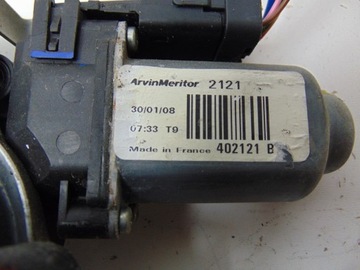 ArvinMeritor 2121
30/01/08
07:33 T9
Made in France 402121 B